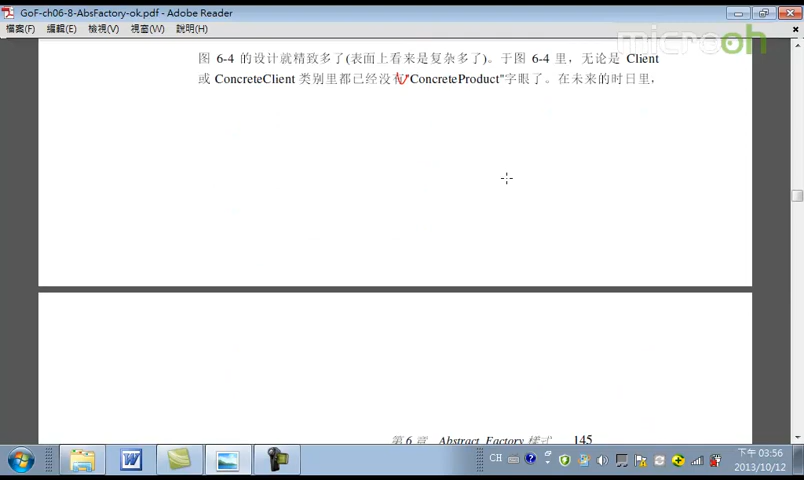 GoF-ch06-8-AbsFactory-ok.pdf - Adobe Reader
檔案(F) 編輯(E) 檢視(V) 視窗(W) 說明(H)
microoh
图 6-4 的设计就精致多了(表面上看来是复杂多了)。于图 6-4 里，无论是 Client
或 ConcreteClient 类别里都已经没有"ConcreteProduct"字眼了。在未来的时日里，
第 6 章 Abstract Factory 樣式 145
CH
下午 03:56
2013/10/12